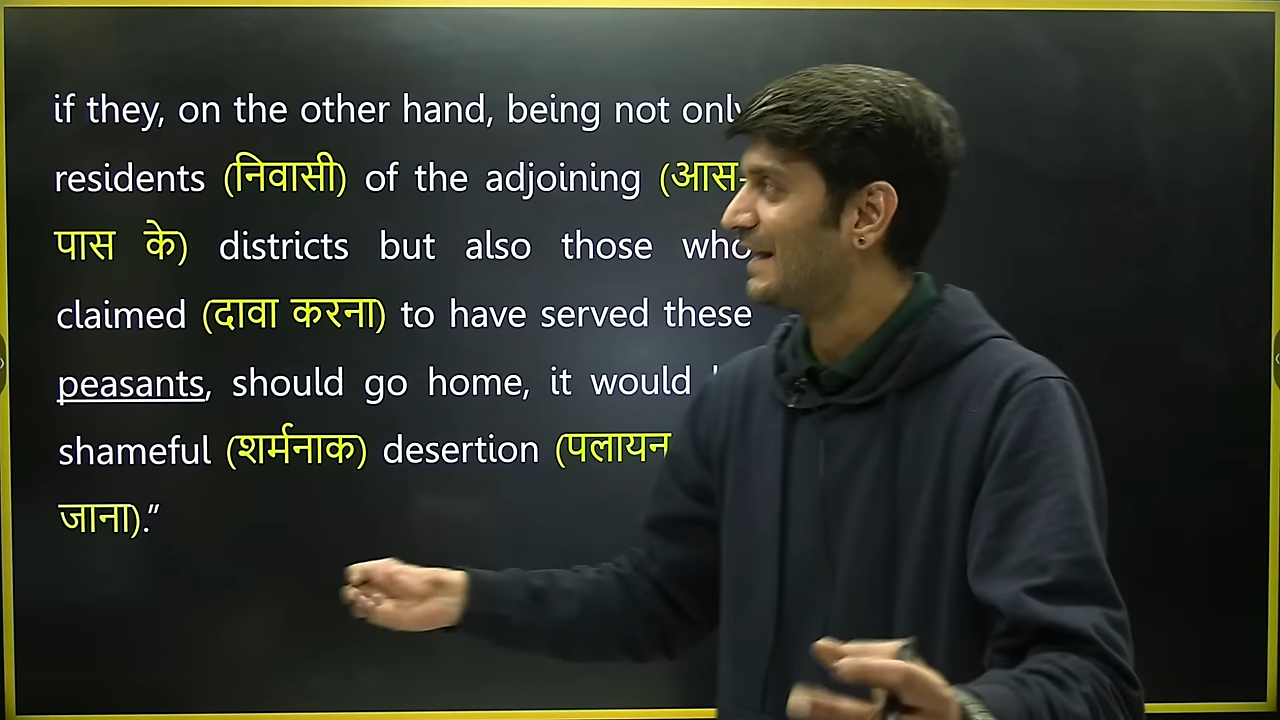 if they, on the other hand, being not only
residents (निवासी) of the adjoining (आस-
पास के) districts but also those who
claimed (दावा करना) to have served these
peasants, should go home, it would
shameful (शर्मनाक) desertion (पलायन
जाना).”